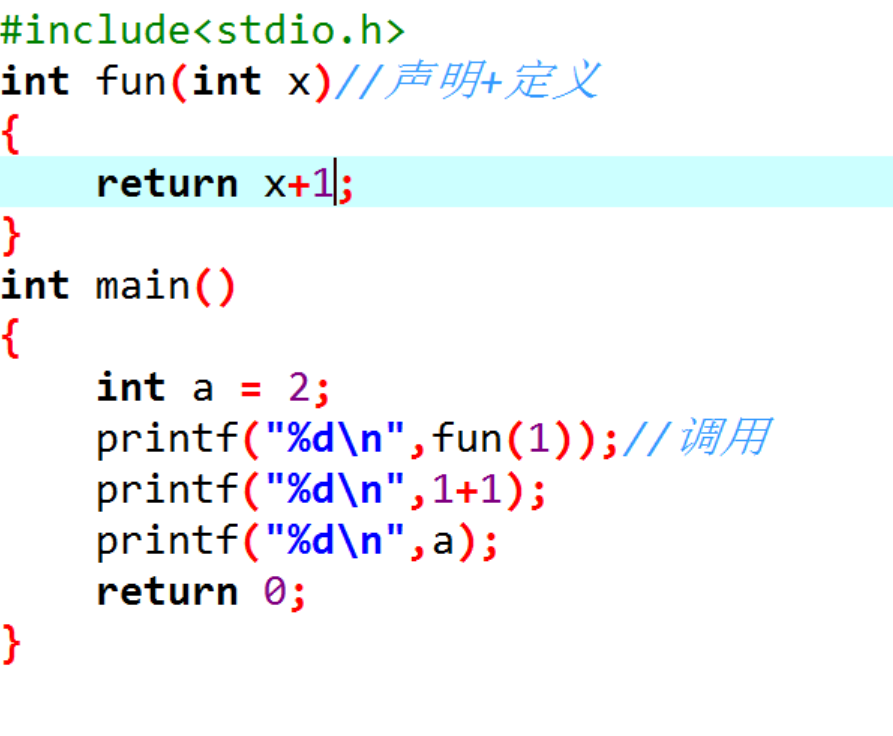 #include<stdio.h>
int fun(int x)//声明+定义
{
    return x+1;
}
int main()
{
    int a = 2;
    printf("%d\n",fun(1));//调用
    printf("%d\n",1+1);
    printf("%d\n",a);
    return 0;
}